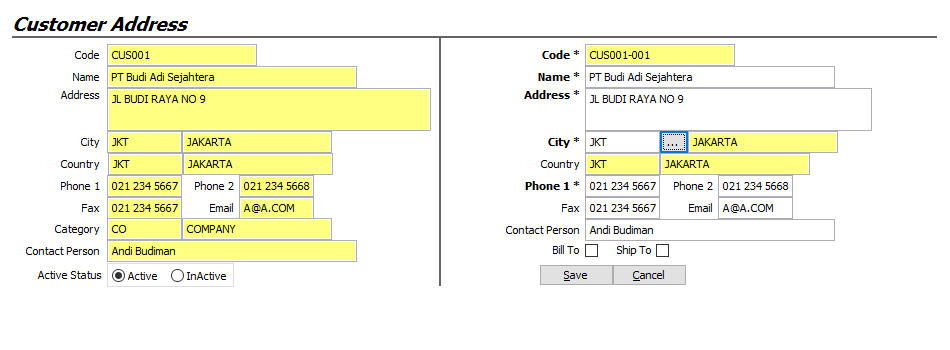 Customer Address
Code CUS001
Name PT Budi Adi Sejahtera
Address JL BUDI RAYA NO 9
City JKT JAKARTA
Country JKT JAKARTA
Phone 1 021 234 5667 Phone 2 021 234 5668
Fax 021 234 5667 Email A@A.COM
Category CO COMPANY
Contact Person Andi Budiman
Active Status Active InActive
Code * CUS001-001
Name * PT Budi Adi Sejahtera
Address * JL BUDI RAYA NO 9
City * JKT ... JAKARTA
Country JKT JAKARTA
Phone 1 * 021 234 5667 Phone 2 021 234 5668
Fax 021 234 5667 Email A@A.COM
Contact Person Andi Budiman
Bill To Ship To
Save Cancel